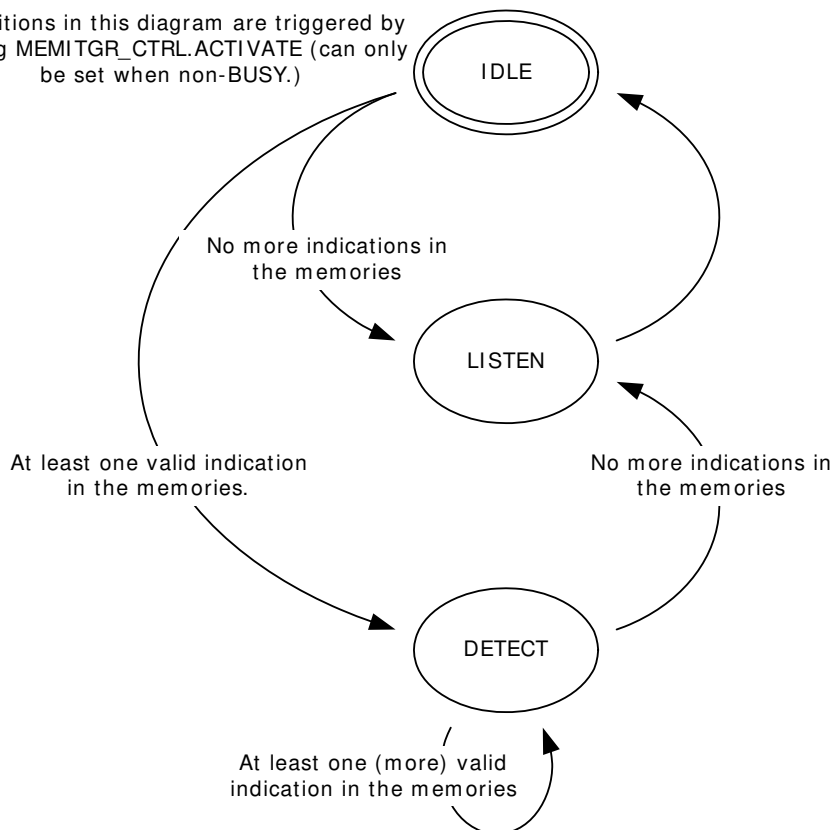 itions in this diagram are triggered by
g MEMITGR_CTRL.ACTIVATE (can only
be set when non-BUSY.)
IDLE
No more indications in
the memories
LISTEN
At least one valid indication
in the memories.
No more indications in
the memories
DETECT
At least one (more) valid
indication in the memories